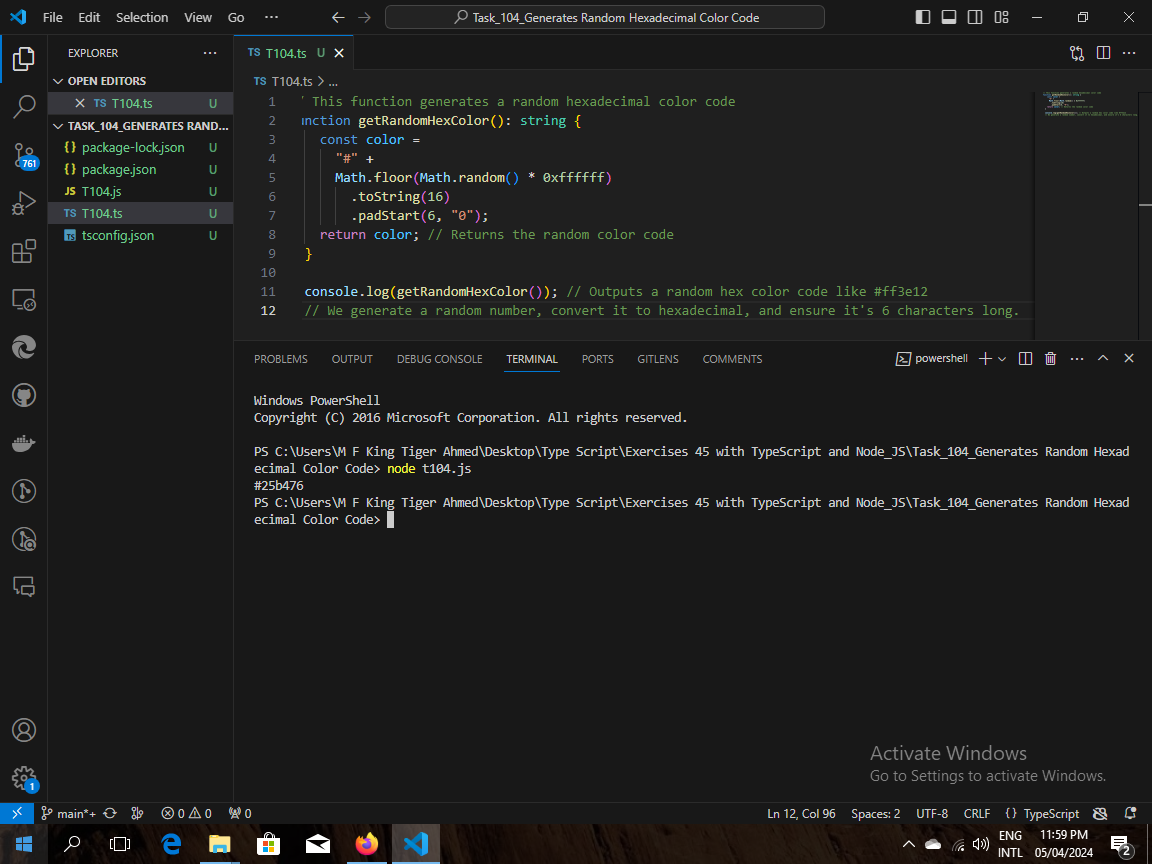 File Edit Selection View Go ··· Task_104_Generates Random Hexadecimal Color Code
EXPLORER ···
OPEN EDITORS
TS T104.ts U
TASK_104_GENERATES RAND...
{} package-lock.json U
{} package.json U
JS T104.js U
TS T104.ts U
TS tsconfig.json U
761
1
TS T104.ts U
TS T104.ts > ...
1 This function generates a random hexadecimal color code
2 nction getRandomHexColor(): string {
3 const color =
4 "#" +
5 Math.floor(Math.random() * 0xffffff)
6 .toString(16)
7 .padStart(6, "0");
8 return color; // Returns the random color code
9 }
10
11 console.log(getRandomHexColor()); // Outputs a random hex color code like #ff3e12
12 // We generate a random number, convert it to hexadecimal, and ensure it's 6 characters long.
PROBLEMS OUTPUT DEBUG CONSOLE TERMINAL PORTS GITLENS COMMENTS powershell
Windows PowerShell
Copyright (C) 2016 Microsoft Corporation. All rights reserved.
PS C:\Users\M F King Tiger Ahmed\Desktop\Type Script\Exercises 45 with TypeScript and Node_JS\Task_104_Generates Random Hexad
ecimal Color Code> node t104.js
#25b476
PS C:\Users\M F King Tiger Ahmed\Desktop\Type Script\Exercises 45 with TypeScript and Node_JS\Task_104_Generates Random Hexad
ecimal Color Code>
Activate Windows
Go to Settings to activate Windows.
main*+ 0 0 0 Ln 12, Col 96 Spaces: 2 UTF-8 CRLF {} TypeScript
ENG 11:59 PM
INTL 05/04/2024 2